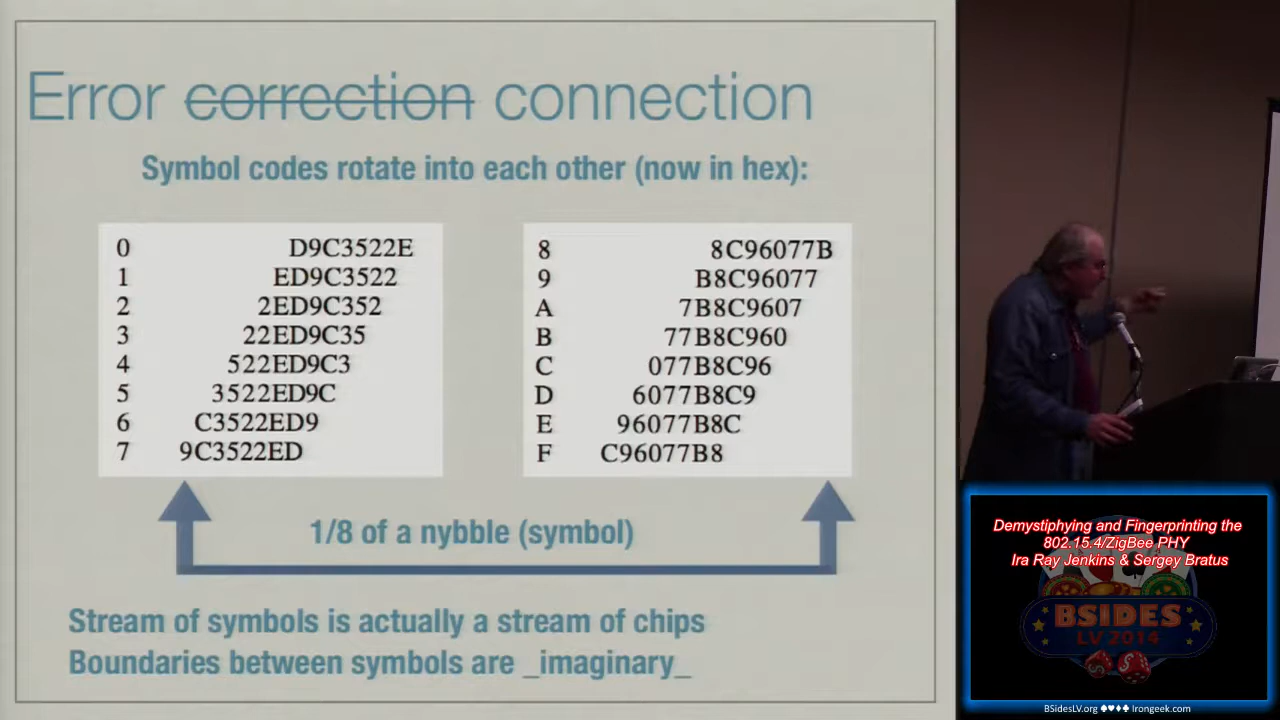 Error correction connection
Symbol codes rotate into each other (now in hex):
0 D9C3522E
1 ED9C3522
2 2ED9C352
3 22ED9C35
4 522ED9C3
5 3522ED9C
6 C3522ED9
7 9C3522ED
8 8C96077B
9 B8C96077
A 7B8C9607
B 77B8C960
C 077B8C96
D 6077B8C9
E 96077B8C
F C96077B8
1/8 of a nybble (symbol)
Stream of symbols is actually a stream of chips
Boundaries between symbols are _imaginary_
Demystiphying and Fingerprinting the
802.15.4/ZigBee PHY
Ira Ray Jenkins & Sergey Bratus
BSIDES
LV 2014
BSidesLV.org ♠♥♦♣ Irongeek.com